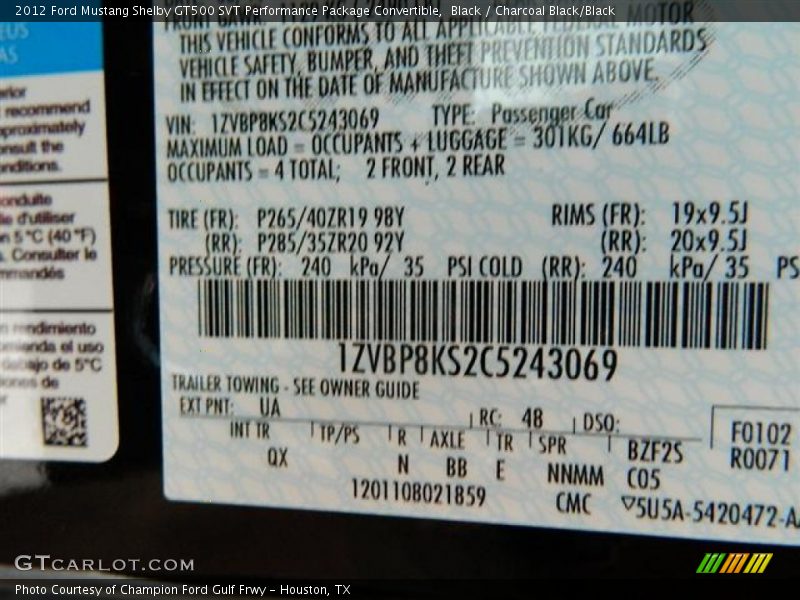 2012 Ford Mustang Shelby GT500 SVT Performance Package Convertible, Black / Charcoal Black/Black
MOTOR
THIS VEHICLE CONFORMS TO ALL APPLICABLE FEDERAL
VEHICLE SAFETY, BUMPER, AND THEFT PREVENTION STANDARDS
IN EFFECT ON THE DATE OF MANUFACTURE SHOWN ABOVE.
VIN: 1ZVBP8KS2C5243069 TYPE: Passenger Car
MAXIMUM LOAD = OCCUPANTS + LUGGAGE = 301KG/ 664LB
OCCUPANTS = 4 TOTAL; 2 FRONT, 2 REAR
TIRE (FR): P265/40ZR19 98Y RIMS (FR): 19x9.5J
(RR): P285/35ZR20 92Y (RR): 20x9.5J
PRESSURE (FR): 240 kPa/ 35 PSI COLD (RR): 240 kPa/ 35 PS
1ZVBP8KS2C5243069
TRAILER TOWING - SEE OWNER GUIDE
EXT PNT: UA RC: 48 DSO:
INT TR TP/PS R AXLE TR SPR BZF2S
QX N BB E NNMM C05
1201108021859 CMC 5U5A-5420472-A
F0102
R0071
recommend
onsult the
nditions.
onduite
n 5 °C (40 °F)
. Consulter le
n rendimiento
GTCARLOT.COM
Photo Courtesy of Champion Ford Gulf Frwy - Houston, TX